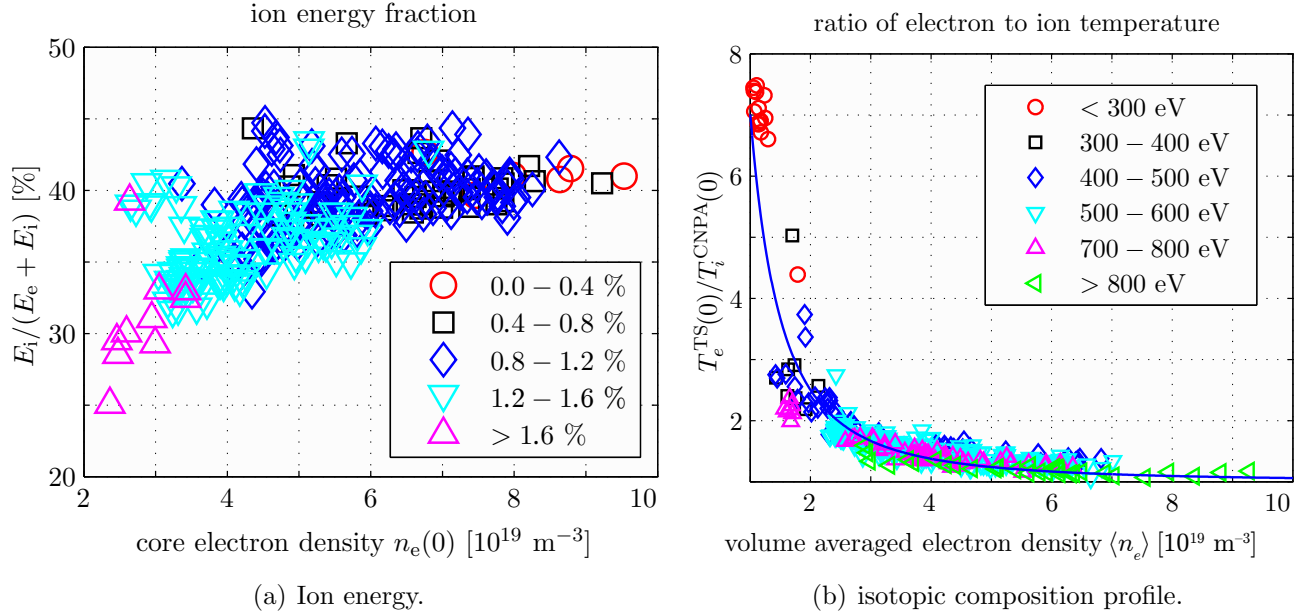 ion energy fraction
50
40
30
20
2 4 6 8 10
E_i/(E_e + E_i) [%]
0.0 – 0.4 %
0.4 – 0.8 %
0.8 – 1.2 %
1.2 – 1.6 %
> 1.6 %
core electron density n_e(0) [10^19 m^−3]
(a) Ion energy.
ratio of electron to ion temperature
8
6
4
2
2 4 6 8 10
T_e^TS(0)/T_i^CNPA(0)
< 300 eV
300 – 400 eV
400 – 500 eV
500 – 600 eV
700 – 800 eV
> 800 eV
volume averaged electron density ⟨n_e⟩ [10^19 m^–3]
(b) isotopic composition profile.